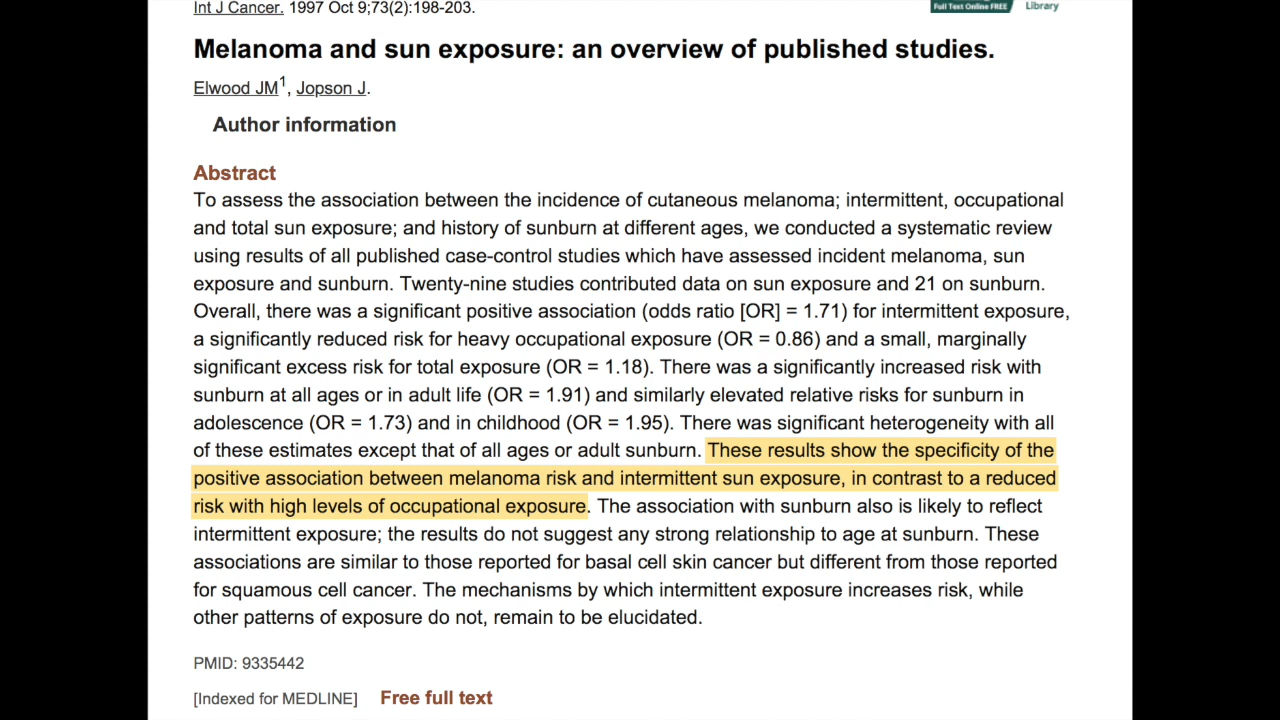 Int J Cancer. 1997 Oct 9;73(2):198-203.
Full Text Online FREE
Library
Melanoma and sun exposure: an overview of published studies.
Elwood JM1, Jopson J.
Author information
Abstract
To assess the association between the incidence of cutaneous melanoma; intermittent, occupational
and total sun exposure; and history of sunburn at different ages, we conducted a systematic review
using results of all published case-control studies which have assessed incident melanoma, sun
exposure and sunburn. Twenty-nine studies contributed data on sun exposure and 21 on sunburn.
Overall, there was a significant positive association (odds ratio [OR] = 1.71) for intermittent exposure,
a significantly reduced risk for heavy occupational exposure (OR = 0.86) and a small, marginally
significant excess risk for total exposure (OR = 1.18). There was a significantly increased risk with
sunburn at all ages or in adult life (OR = 1.91) and similarly elevated relative risks for sunburn in
adolescence (OR = 1.73) and in childhood (OR = 1.95). There was significant heterogeneity with all
of these estimates except that of all ages or adult sunburn. These results show the specificity of the
positive association between melanoma risk and intermittent sun exposure, in contrast to a reduced
risk with high levels of occupational exposure. The association with sunburn also is likely to reflect
intermittent exposure; the results do not suggest any strong relationship to age at sunburn. These
associations are similar to those reported for basal cell skin cancer but different from those reported
for squamous cell cancer. The mechanisms by which intermittent exposure increases risk, while
other patterns of exposure do not, remain to be elucidated.
PMID: 9335442
[Indexed for MEDLINE] Free full text